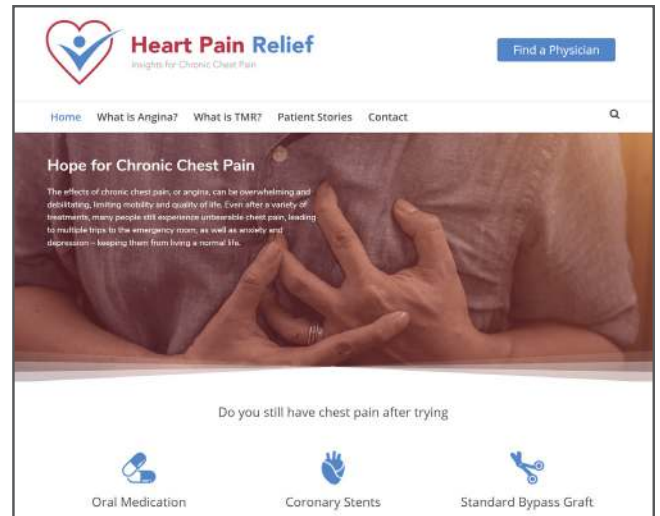 Heart Pain Relief
Insights for Chronic Chest Pain
Find a Physician
Home What is Angina? What is TMR? Patient Stories Contact
Hope for Chronic Chest Pain
The effects of chronic chest pain, or angina, can be overwhelming and
debilitating, limiting mobility and quality of life. Even after a variety of
treatments, many people still experience unbearable chest pain, leading
to multiple trips to the emergency room, as well as anxiety and
depression – keeping them from living a normal life.
Do you still have chest pain after trying
Oral Medication
Coronary Stents
Standard Bypass Graft